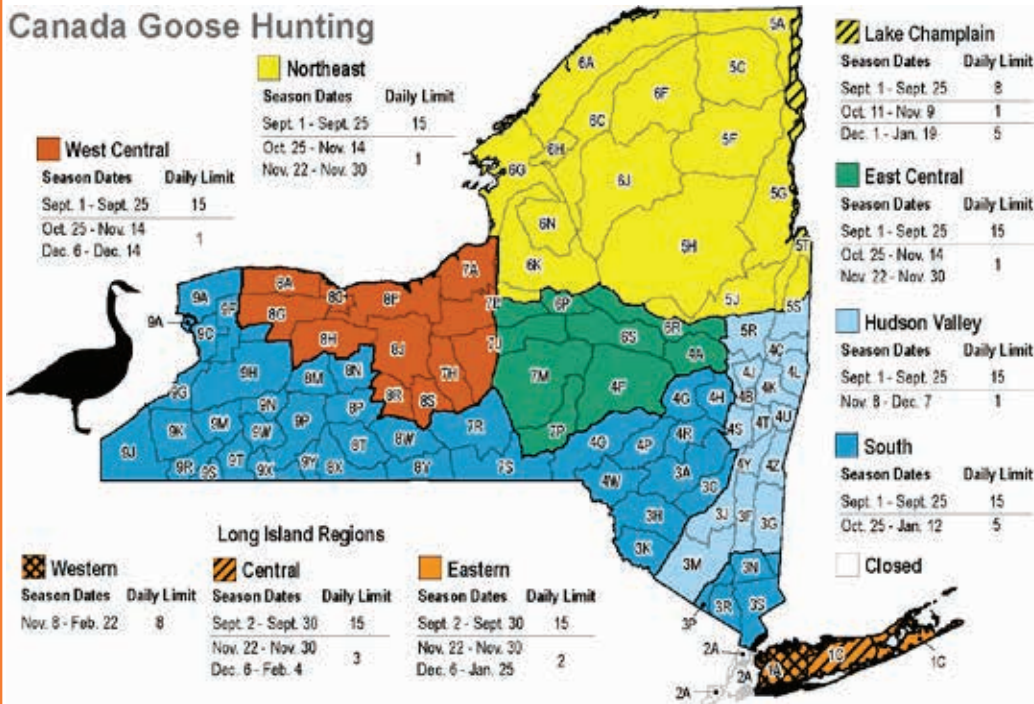 Canada Goose Hunting
Northeast
Season Dates Daily Limit
Sept. 1 - Sept. 25 15
Oct. 25 - Nov. 14
Nov. 22 - Nov. 30
1
West Central
Season Dates Daily Limit
Sept. 1 - Sept. 25 15
Oct. 25 - Nov. 14
Dec. 6 - Dec. 14
1
Lake Champlain
Season Dates Daily Limit
Sept. 1 - Sept. 25 8
Oct. 11 - Nov. 9 1
Dec. 1 - Jan. 19 5
East Central
Season Dates Daily Limit
Sept. 1 - Sept. 25 15
Oct. 25 - Nov. 14
Nov. 22 - Nov. 30
1
Hudson Valley
Season Dates Daily Limit
Sept. 1 - Sept. 25 15
Nov. 8 - Dec. 7 1
South
Season Dates Daily Limit
Sept. 1 - Sept. 25 15
Oct. 25 - Jan. 12 5
Closed
Long Island Regions
Western
Season Dates Daily Limit
Nov. 8 - Feb. 22 8
Central
Season Dates Daily Limit
Sept. 2 - Sept. 30 15
Nov. 22 - Nov. 30
Dec. 6 - Feb. 4
3
Eastern
Season Dates Daily Limit
Sept. 2 - Sept. 30 15
Nov. 22 - Nov. 30
Dec. 6 - Jan. 25
2
5A
6A
5C
6F
6C
5F
6H
6G
6J
5G
6N
5H
5T
6K
5J
5S
7A
8A
8G
8H
8J
7H
8R
8S
6P
6S
6R
4A
7M
4F
7P
5R
4C
4L
4J
4K
4B
4U
4T
4S
4Y
4Z
3J
3F
3G
3M
9A
9A
9F
9C
9H
8M
8N
9G
9N
8P
9K
9M
9W
9P
8T
8W
7R
9J
9R
9S
9T
9X
9Y
8X
8Y
7S
4G
4H
4P
4R
4W
3A
3H
3K
3N
3P
3R
3S
2A
2A
2A
1A
1C
1C